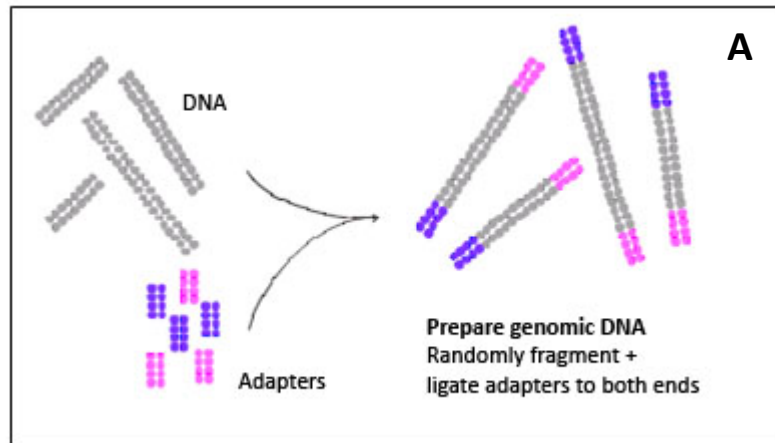 A
DNA
Adapters
Prepare genomic DNA
Randomly fragment +
ligate adapters to both ends